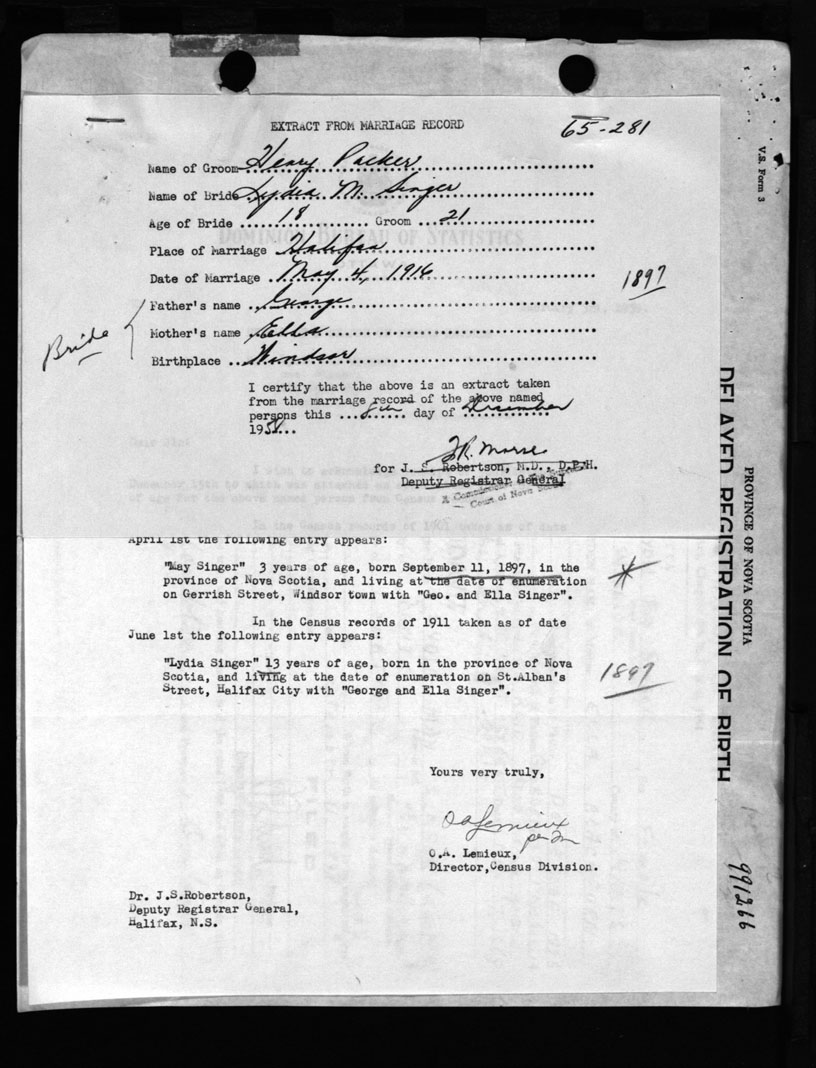 EXTRACT FROM MARRIAGE RECORD
65-281
Name of Groom Henry Packer
Name of Bride Lydia M. Singer
Age of Bride 18 Groom 21
Place of Marriage Halifax
Date of Marriage May 4, 1916
1897
Father's name George
Mother's name Ella
Bride
Birthplace Windsor
I certify that the above is an extract taken
from the marriage record of the above named
persons this 8th day of December
1958
for J. S. Robertson, M.D., D.P.H.
Deputy Registrar General
DOMINION BUREAU OF STATISTICS
April 1st the following entry appears:
"May Singer" 3 years of age, born September 11, 1897, in the
province of Nova Scotia, and living at the date of enumeration
on Gerrish Street, Windsor town with "Geo. and Ella Singer".
In the Census records of 1911 taken as of date
June 1st the following entry appears:
"Lydia Singer" 13 years of age, born in the province of Nova
Scotia, and living at the date of enumeration on St.Alban's
Street, Halifax City with "George and Ella Singer".
1897
Yours very truly,
O.A. Lemieux,
Director,Census Division.
Dr. J.S.Robertson,
Deputy Registrar General,
Halifax, N.S.
V.S. Form 3
PROVINCE OF NOVA SCOTIA
DELAYED REGISTRATION OF BIRTH
991266